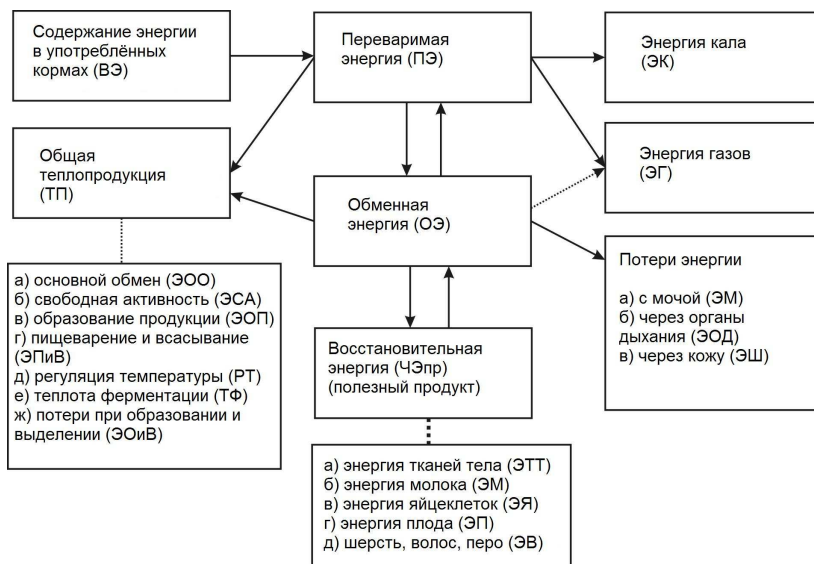 Содержание энергии
в употреблённых
кормах (ВЭ)
Переваримая
энергия (ПЭ)
Энергия кала
(ЭК)
Общая
теплопродукция
(ТП)
Энергия газов
(ЭГ)
Обменная
энергия (ОЭ)
Потери энергии
а) с мочой (ЭМ)
б) через органы
дыхания (ЭОД)
в) через кожу (ЭШ)
а) основной обмен (ЭОО)
б) свободная активность (ЭСА)
в) образование продукции (ЭОП)
г) пищеварение и всасывание
(ЭПиВ)
д) регуляция температуры (РТ)
е) теплота ферментации (ТФ)
ж) потери при образовании и
выделении (ЭОиВ)
Восстановительная
энергия (ЧЭпр)
(полезный продукт)
а) энергия тканей тела (ЭТТ)
б) энергия молока (ЭМ)
в) энергия яйцеклеток (ЭЯ)
г) энергия плода (ЭП)
д) шерсть, волос, перо (ЭВ)